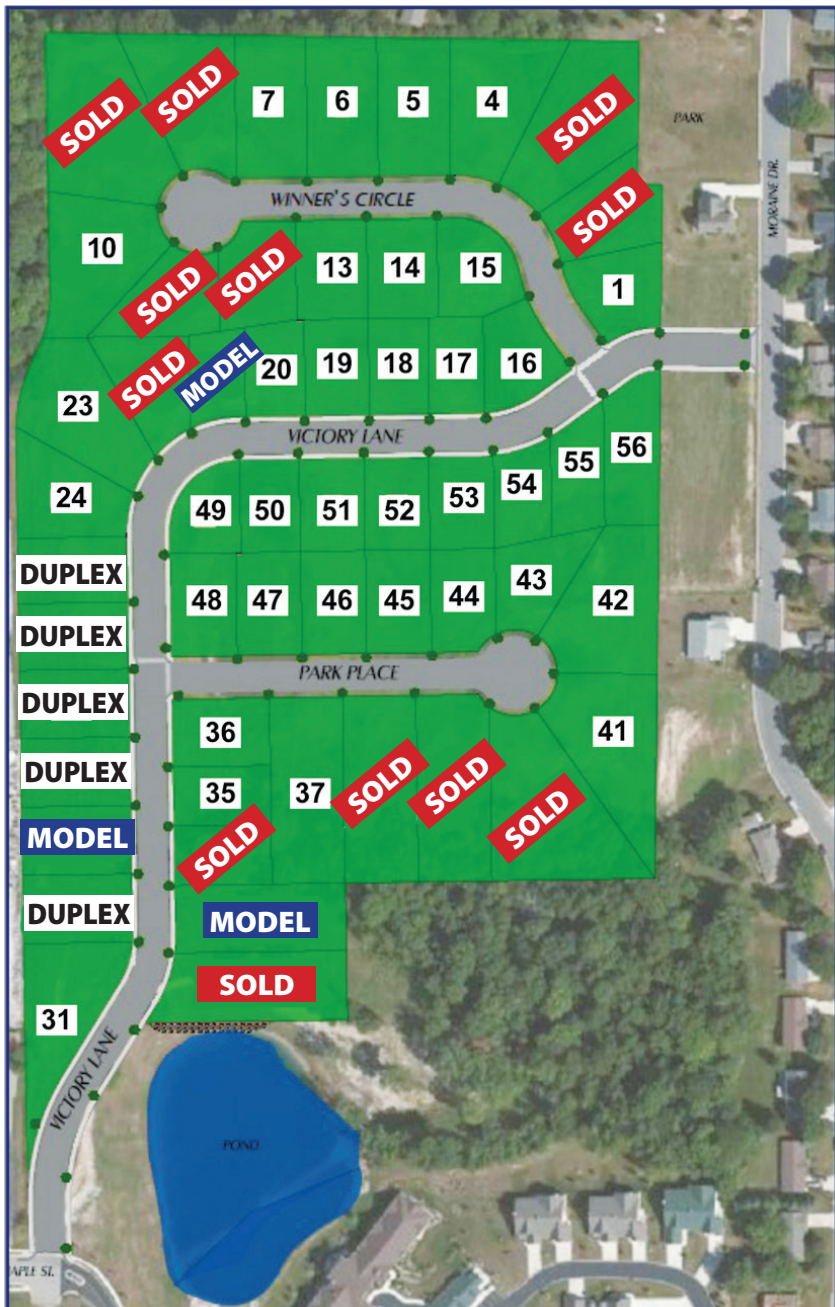 SOLD
SOLD
7
6
5
4
SOLD
PARK
WINNER'S CIRCLE
SOLD
MORAINE DR.
10
SOLD
SOLD
13
14
15
1
SOLD
MODEL
20
19
18
17
16
23
VICTORY LANE
24
49
50
51
52
53
54
55
56
DUPLEX
48
47
46
45
44
43
42
DUPLEX
PARK PLACE
DUPLEX
36
41
DUPLEX
35
37
SOLD
SOLD
SOLD
MODEL
SOLD
DUPLEX
MODEL
SOLD
31
VICTORY LANE
POND
APLE ST.